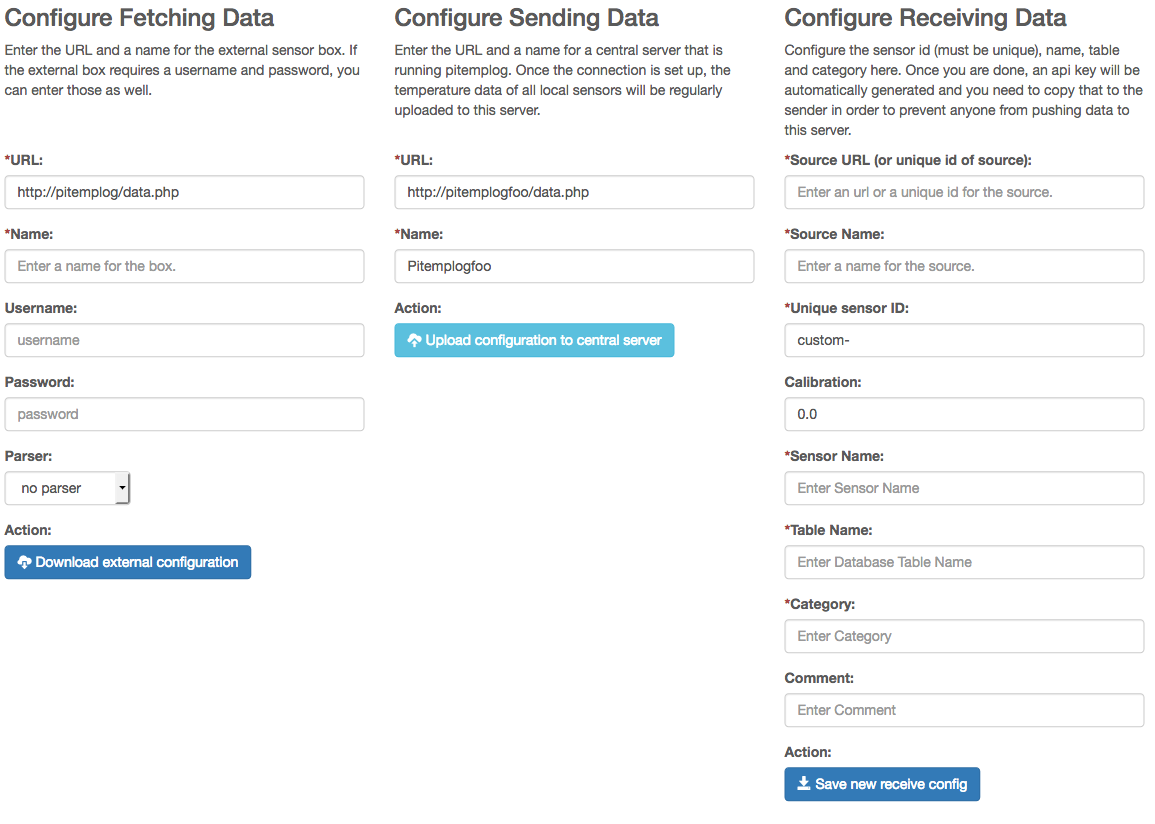 Configure Fetching Data
Enter the URL and a name for the external sensor box. If
the external box requires a username and password, you
can enter those as well.
*URL:
http://pitemplog/data.php
*Name:
Enter a name for the box.
Username:
username
Password:
password
Parser:
no parser
Action:
Download external configuration
Configure Sending Data
Enter the URL and a name for a central server that is
running pitemplog. Once the connection is set up, the
temperature data of all local sensors will be regularly
uploaded to this server.
*URL:
http://pitemplogfoo/data.php
*Name:
Pitemplogfoo
Action:
Upload configuration to central server
Configure Receiving Data
Configure the sensor id (must be unique), name, table
and category here. Once you are done, an api key will be
automatically generated and you need to copy that to the
sender in order to prevent anyone from pushing data to
this server.
*Source URL (or unique id of source):
Enter an url or a unique id for the source.
*Source Name:
Enter a name for the source.
*Unique sensor ID:
custom-
Calibration:
0.0
*Sensor Name:
Enter Sensor Name
*Table Name:
Enter Database Table Name
*Category:
Enter Category
Comment:
Enter Comment
Action:
Save new receive config